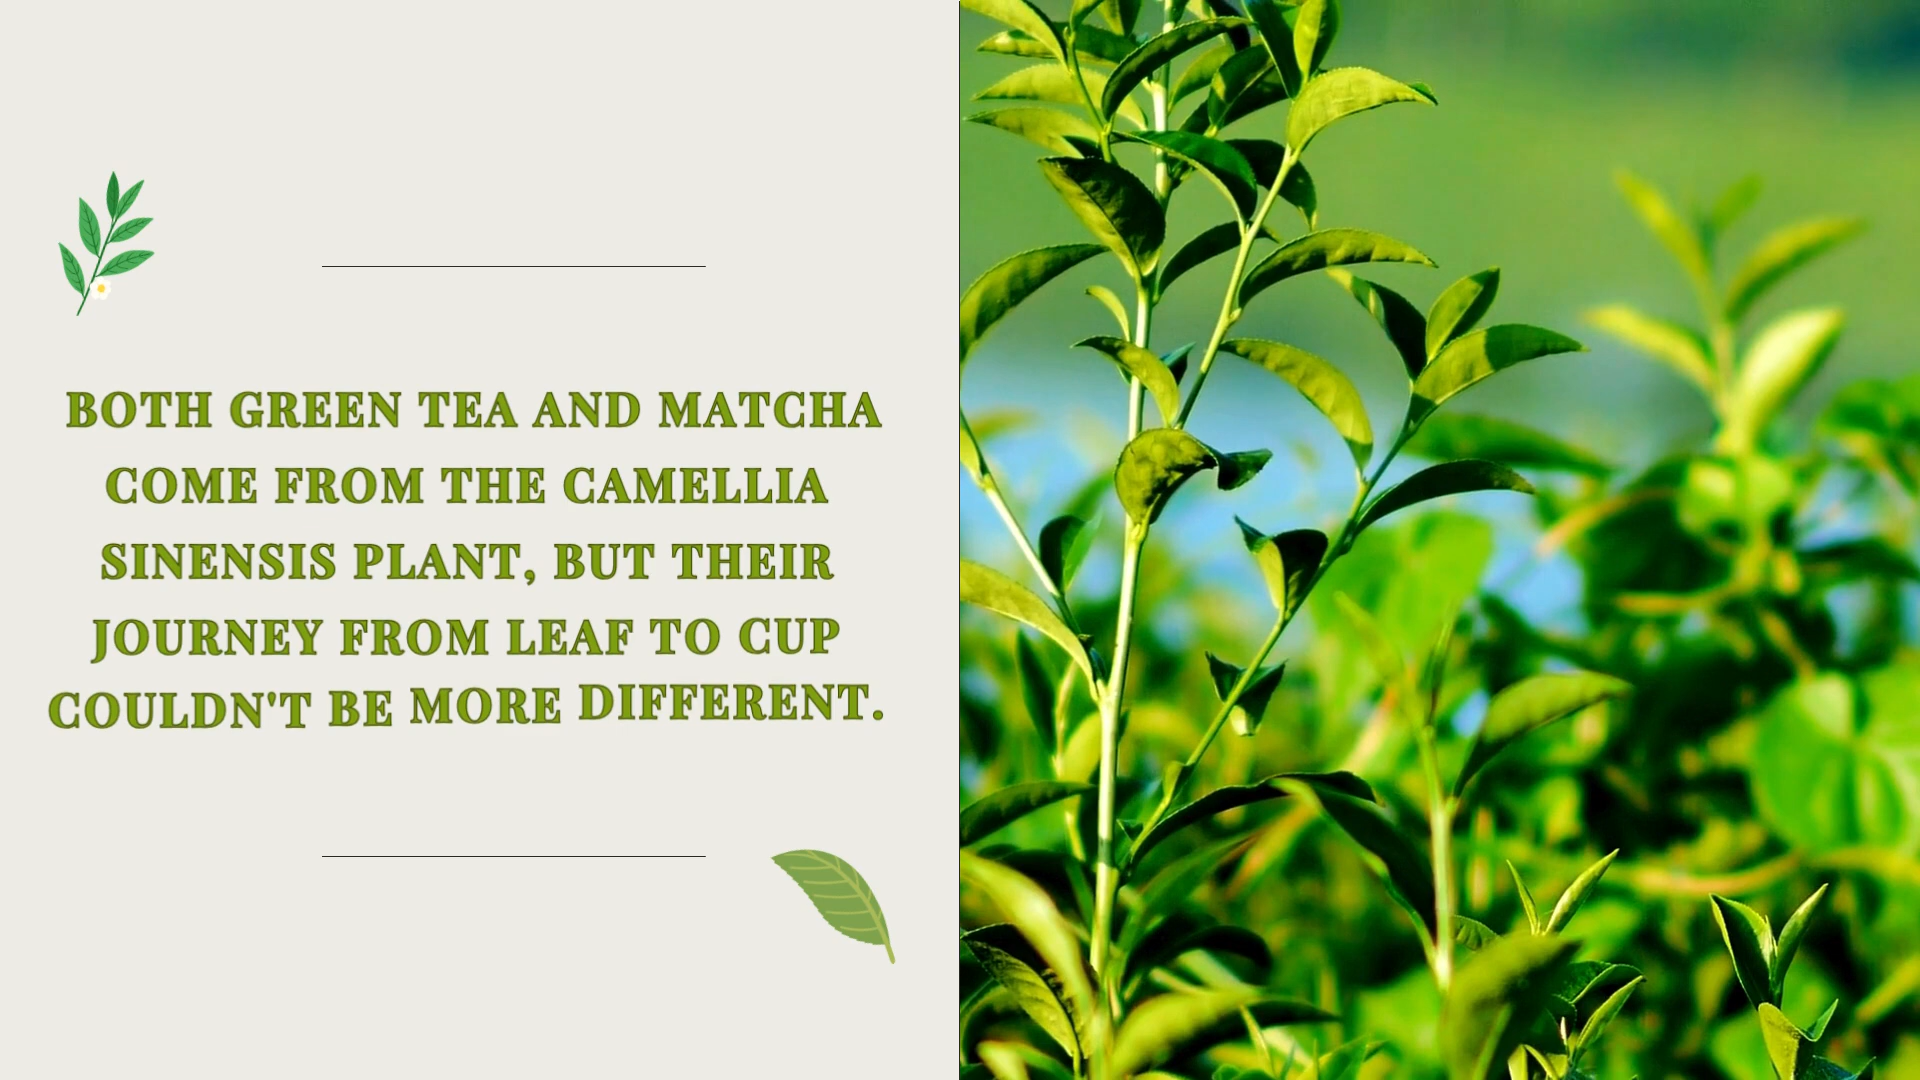 BOTH GREEN TEA AND MATCHA
COME FROM THE CAMELLIA
SINENSIS PLANT, BUT THEIR
JOURNEY FROM LEAF TO CUP
COULDN'T BE MORE DIFFERENT.